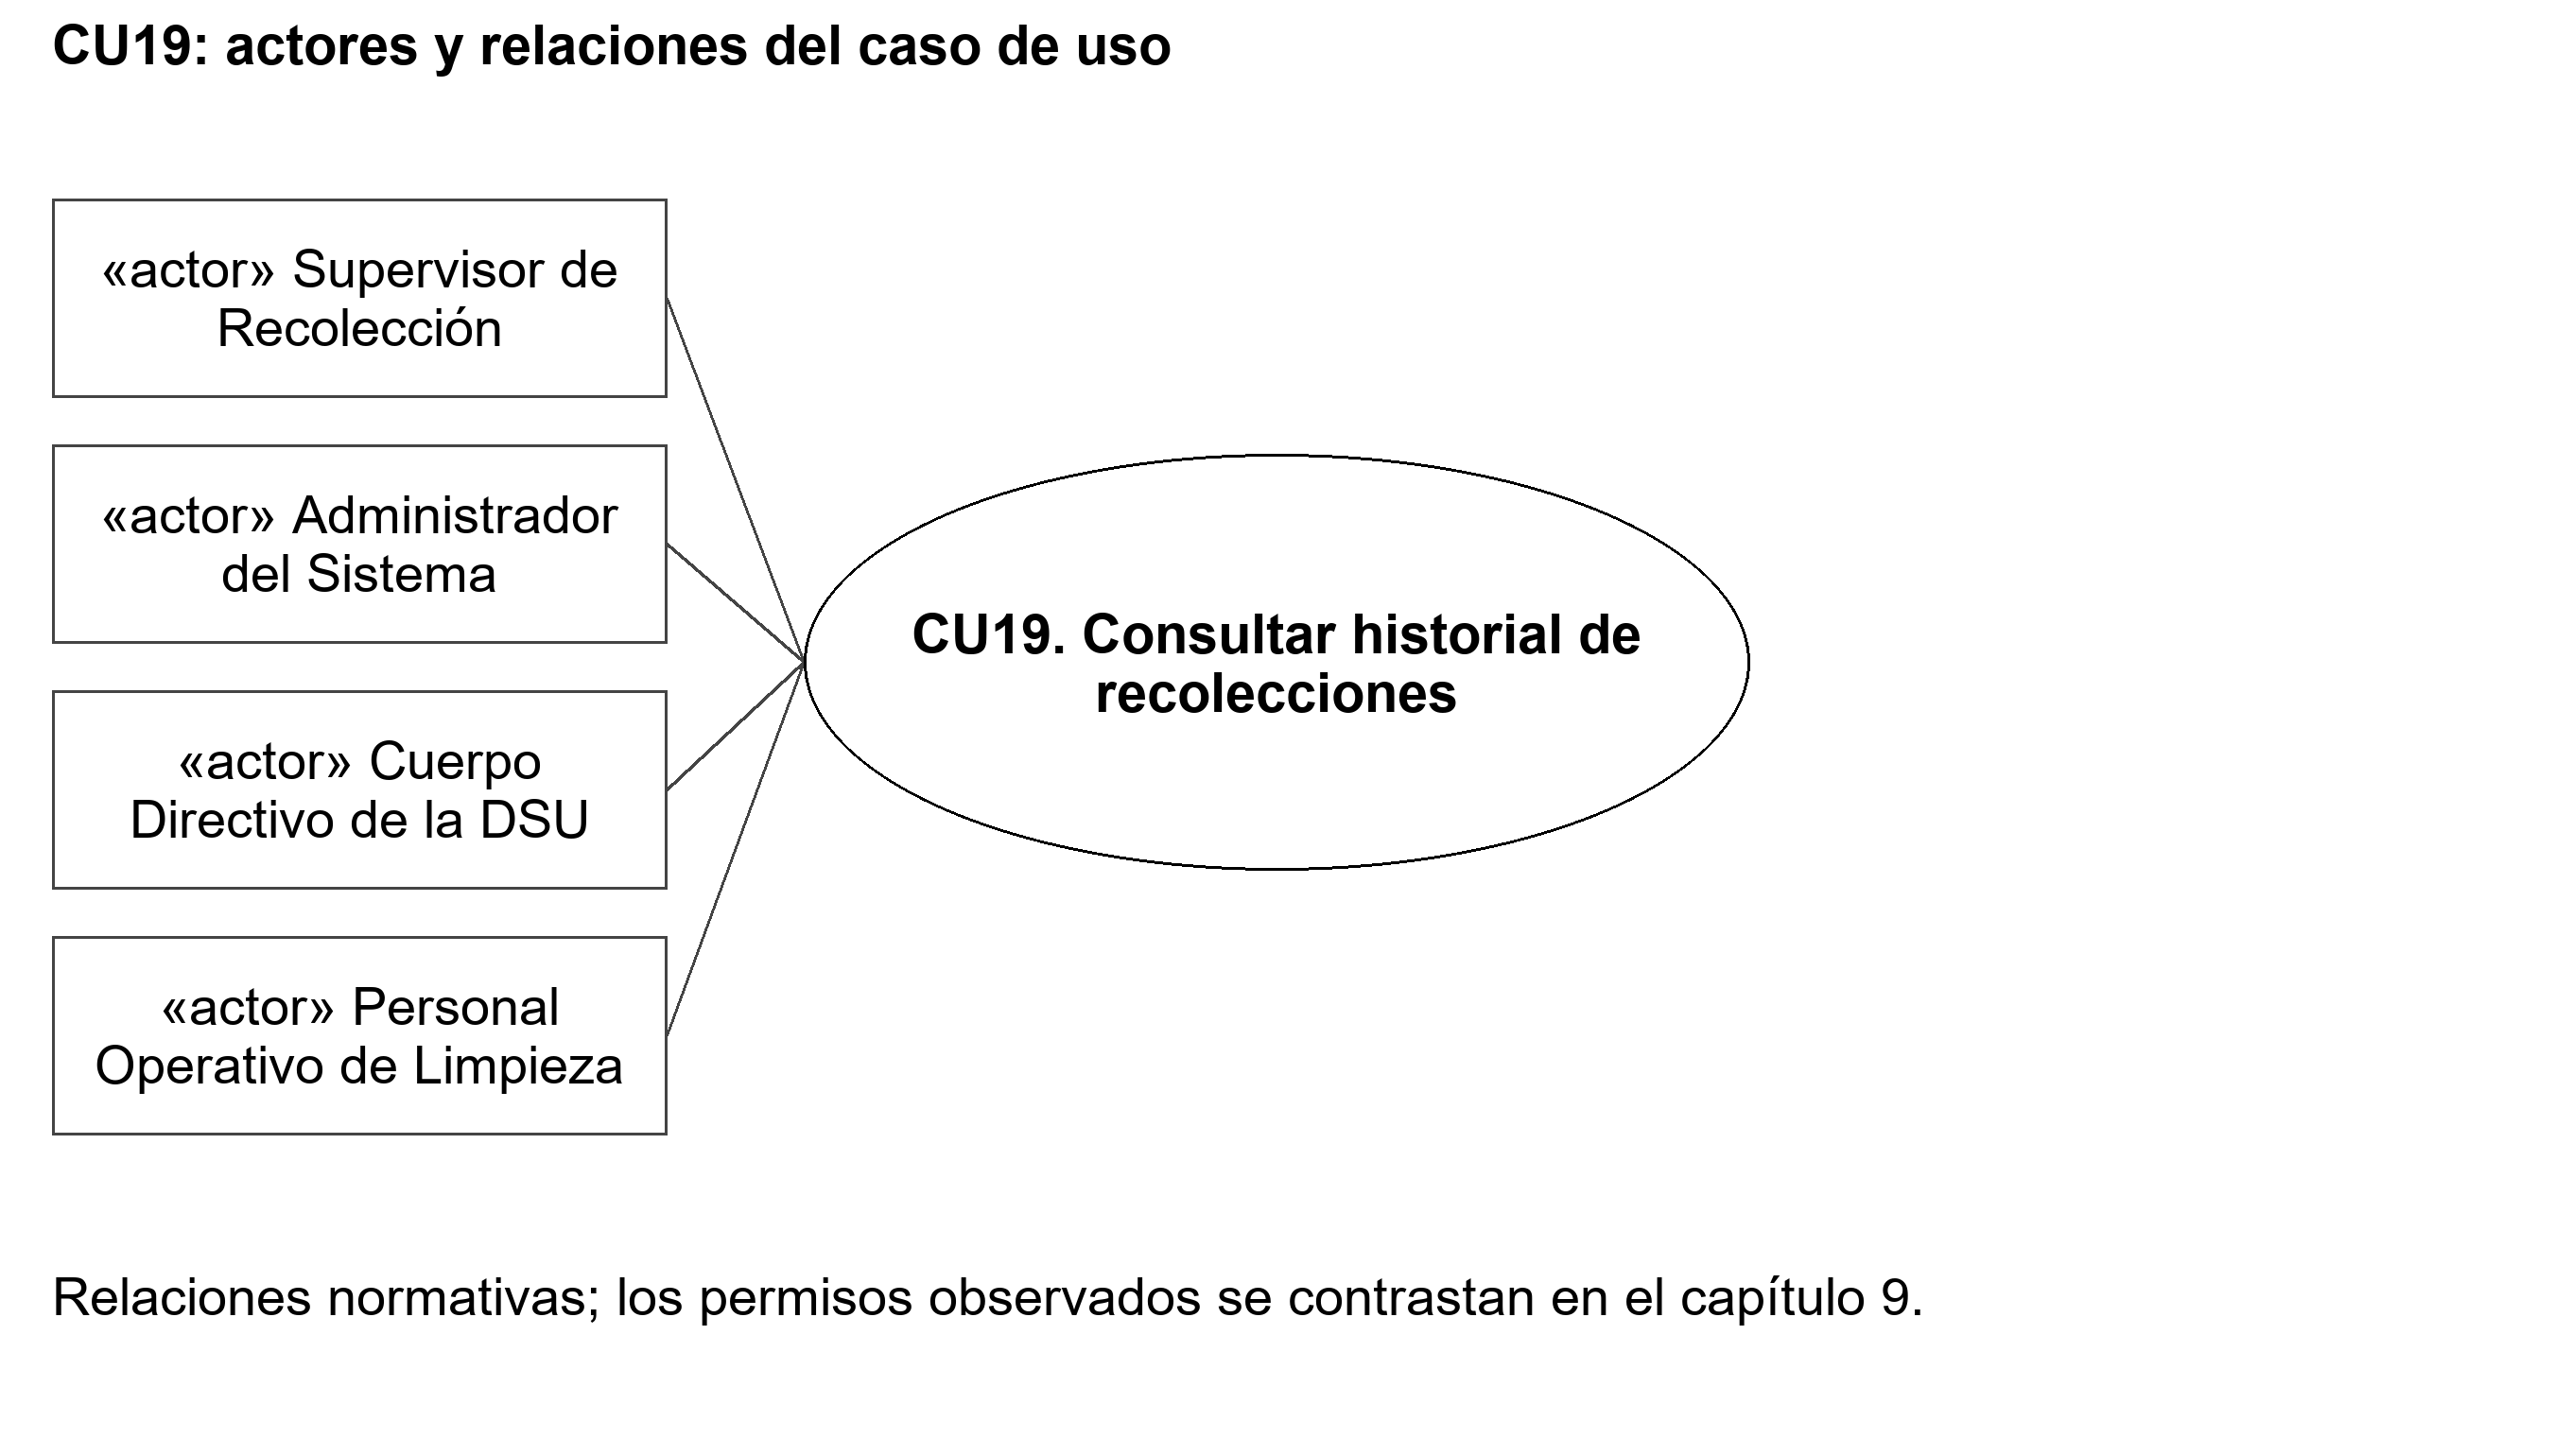 CU19: actores y relaciones del caso de uso
«actor» Supervisor de
Recolección
«actor» Administrador
del Sistema
«actor» Cuerpo
Directivo de la DSU
«actor» Personal
Operativo de Limpieza
CU19. Consultar historial de
recolecciones
Relaciones normativas; los permisos observados se contrastan en el capítulo 9.